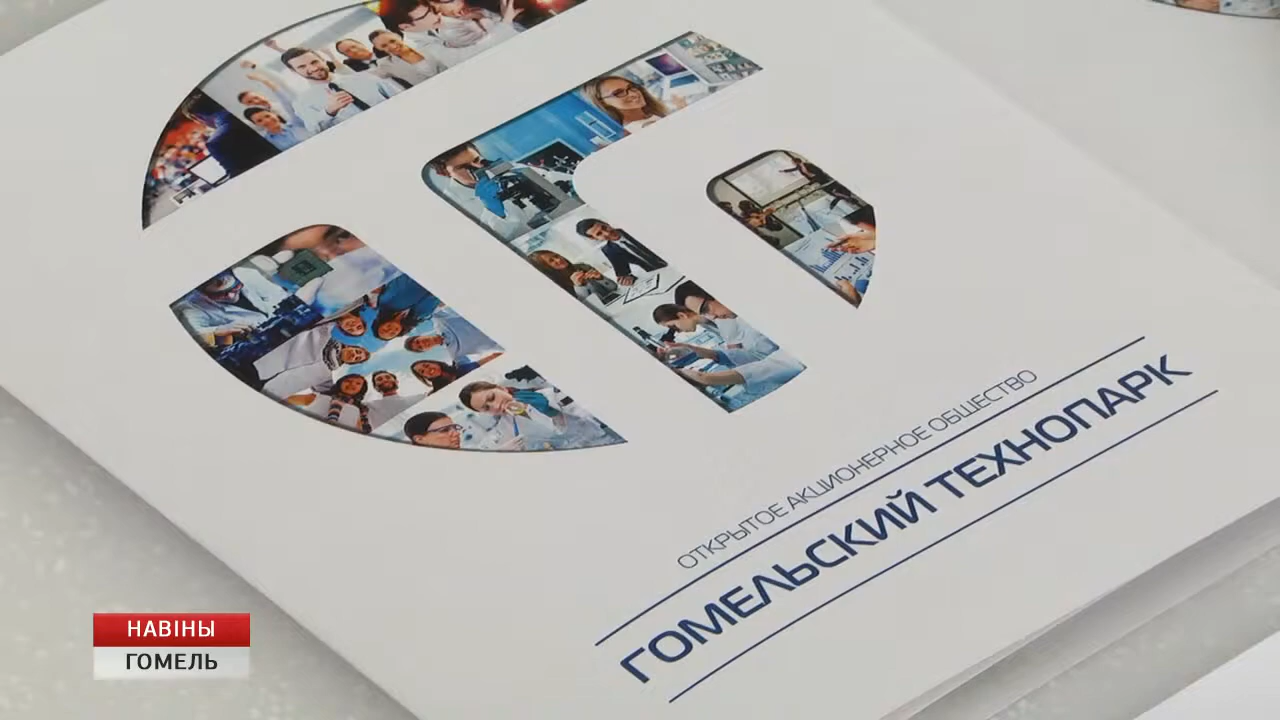 ОТКРЫТОЕ АКЦИОНЕРНОЕ ОБЩЕСТВО
ГОМЕЛЬСКИЙ ТЕХНОПАРК
НАВІНЫ
ГОМЕЛЬ